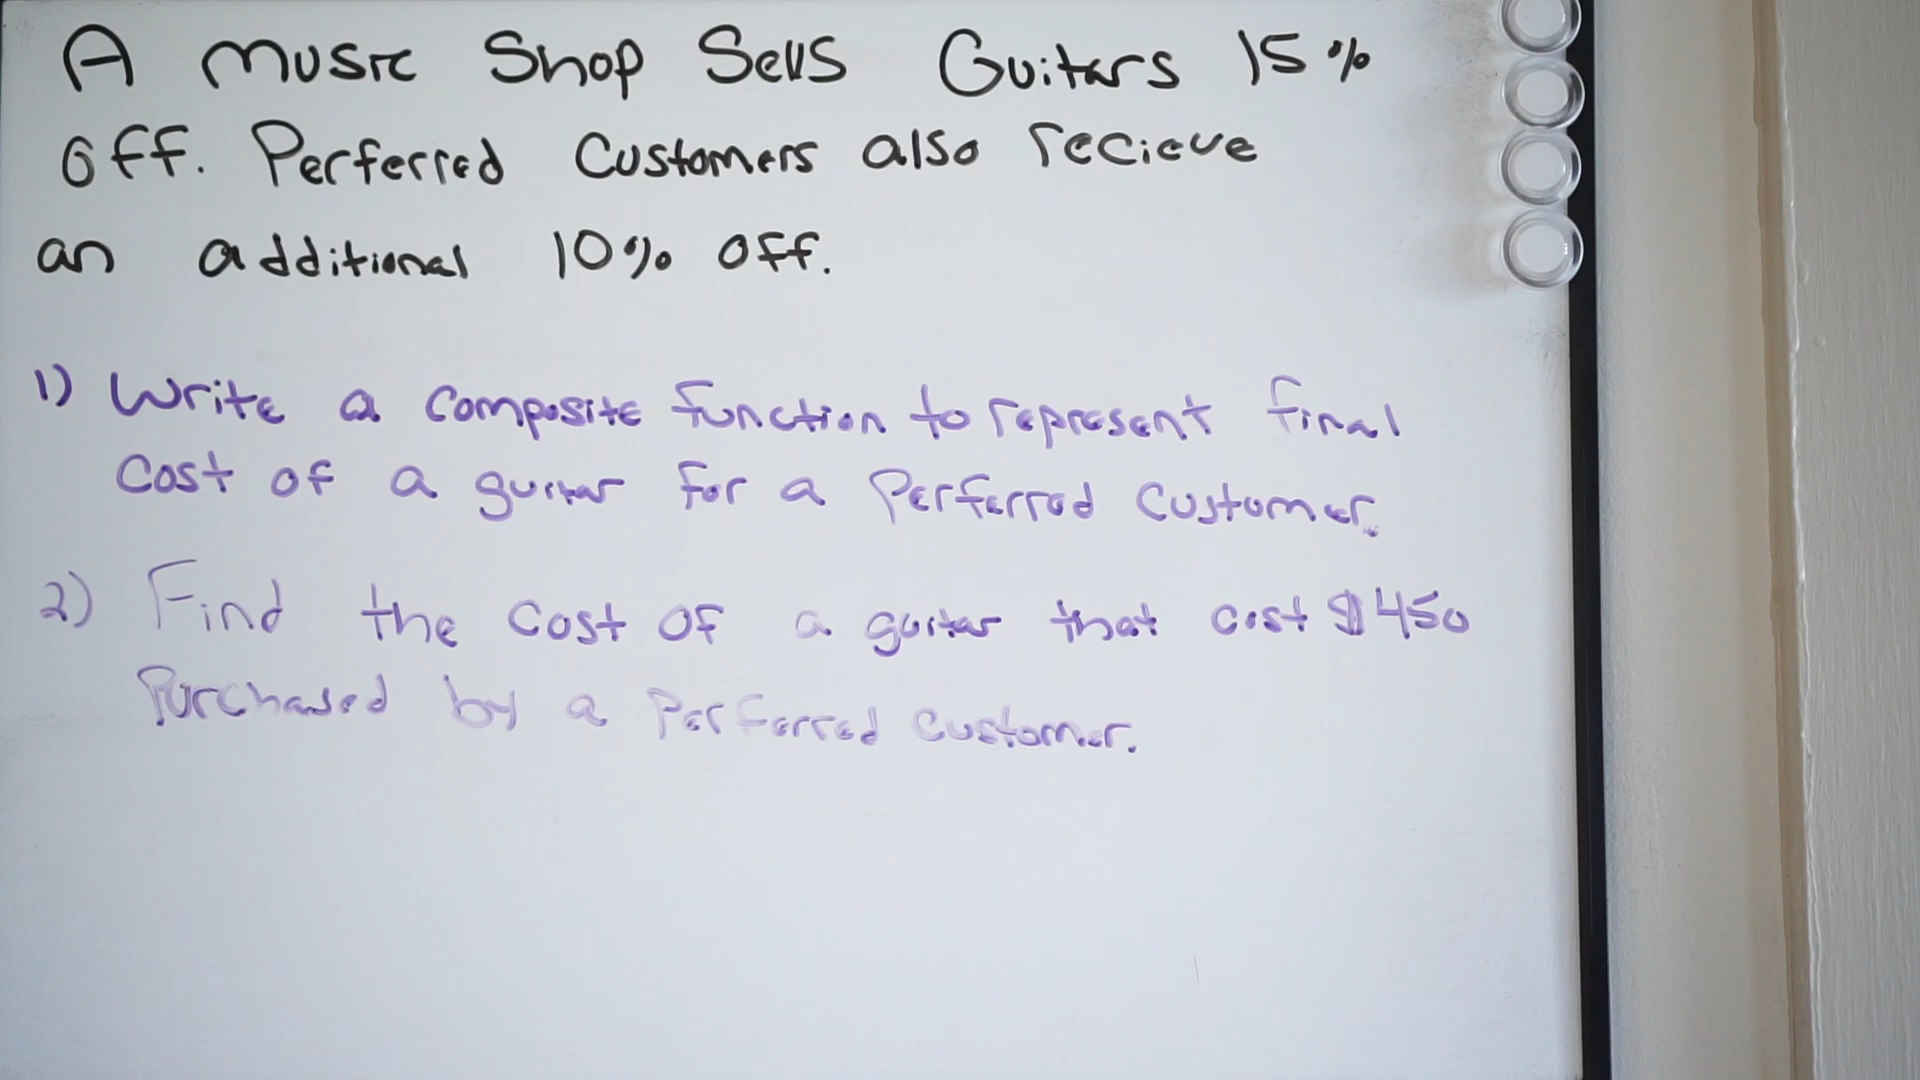 A music Shop Sells Guitars 15%
off. Perferred Customers also recieve
an additional 10% off.
1) Write a composite function to represent final
Cost of a guitar for a Perferred Customer.
2) Find the cost of a guitar that cost $450
Purchased by a Perferred Customer.